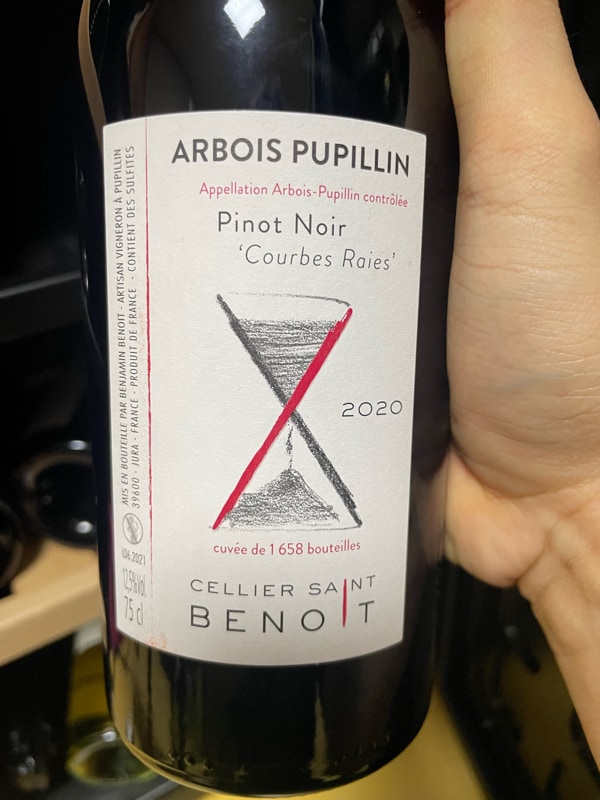 ARBOIS PUPILLIN
Appellation Arbois-Pupillin contrôlée
Pinot Noir
‘Courbes Raies’
2020
cuvée de 1 658 bouteilles
CELLIER SAINT
BENOIT
MIS EN BOUTEILLE PAR BENJAMIN BENOIT - ARTISAN VIGNERON À PUPILLIN
39600 - JURA - FRANCE - PRODUIT DE FRANCE - CONTIENT DES SULFITES
L06.2021
12,5%Vol.
75 cl